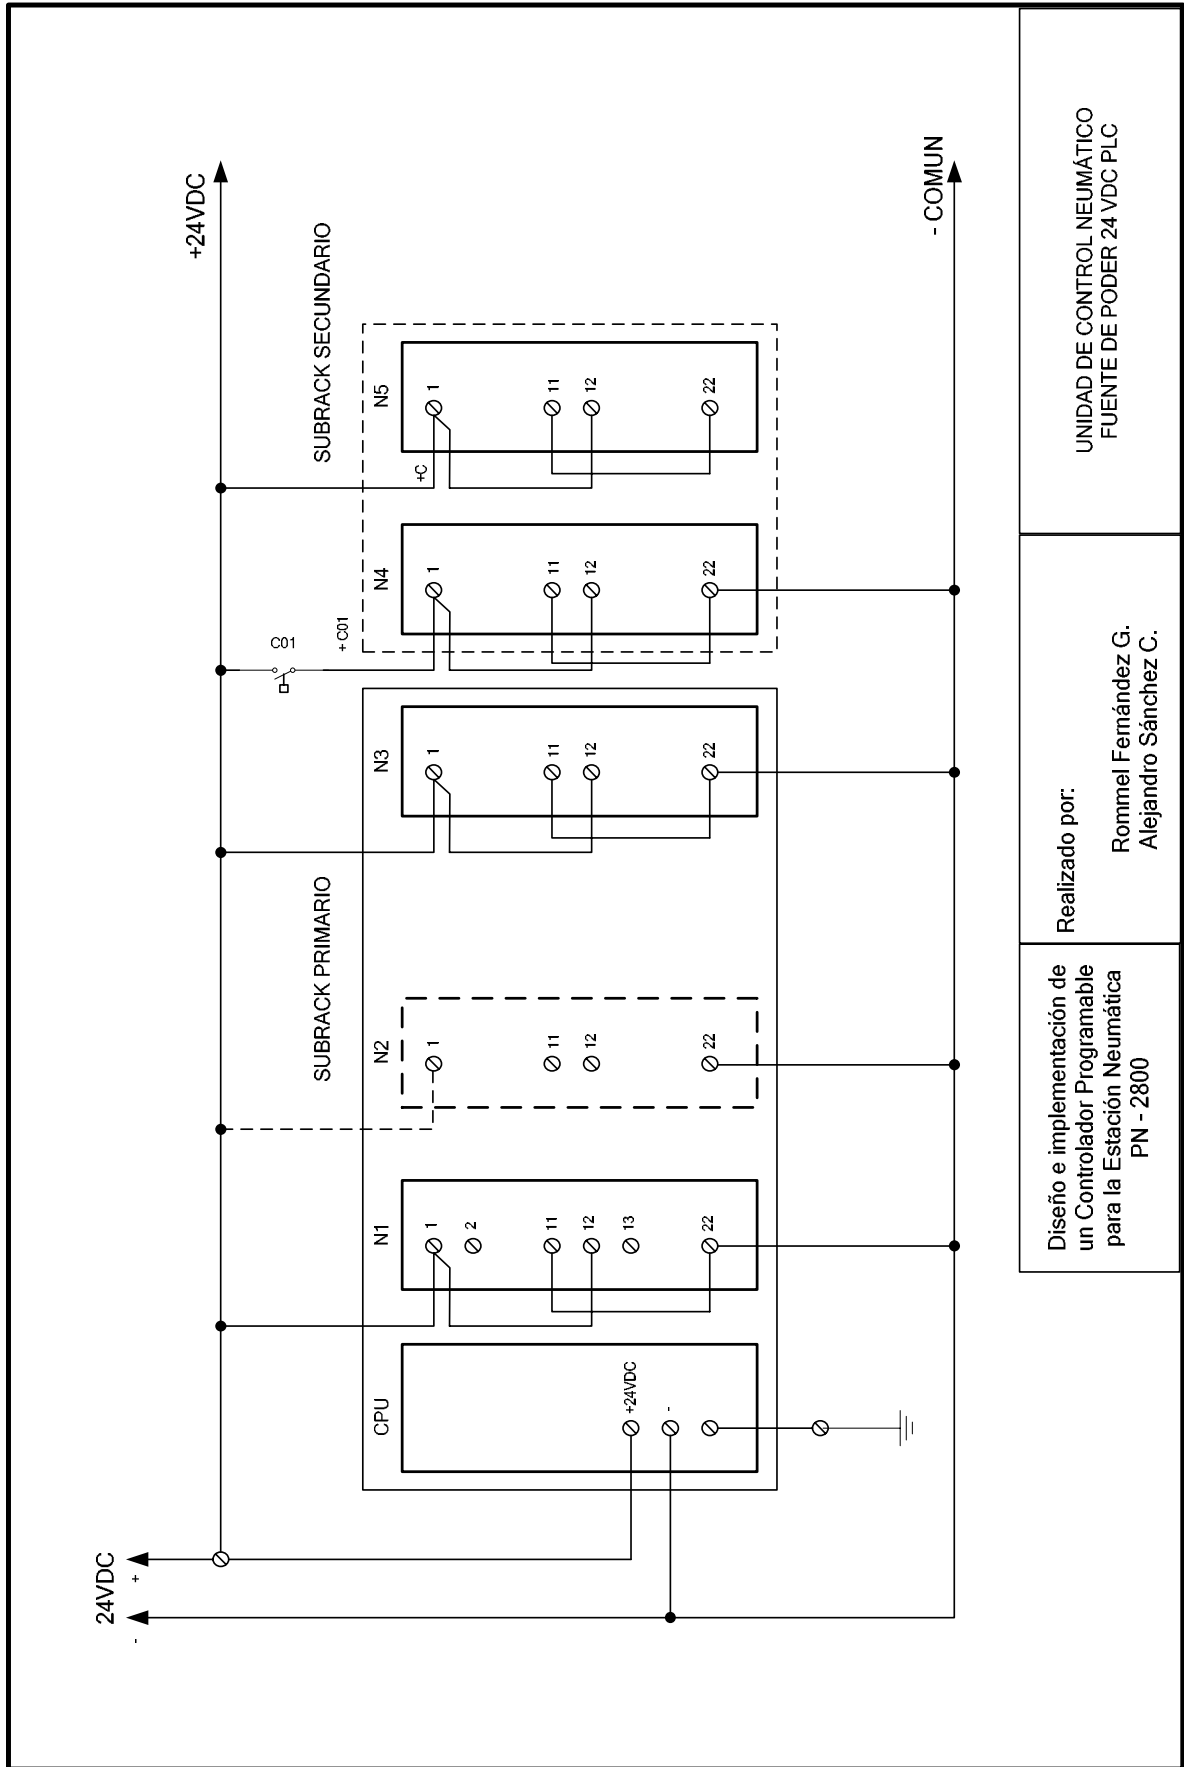 24VDC
-
+
+24VDC
- COMUN
SUBRACK PRIMARIO
SUBRACK SECUNDARIO
CPU
+24VDC
-
N1
1
2
11
12
13
22
N2
1
11
12
22
N3
1
11
12
22
C01
+ C01
N4
1
11
12
22
+C
N5
1
11
12
22
Diseño e implementación de
un Controlador Programable
para la Estación Neumática
PN - 2800
Realizado por:
Rommel Fernández G.
Alejandro Sánchez C.
UNIDAD DE CONTROL NEUMÁTICO
FUENTE DE PODER 24 VDC PLC